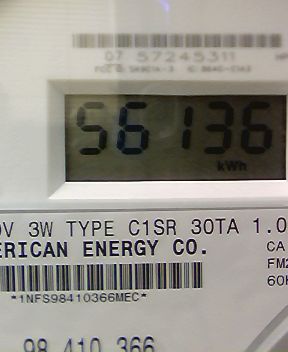 07 57245311
56136
kWh
0V 3W TYPE C1SR 30TA 1.0
ERICAN ENERGY CO.
CA
FM2
60H
*1NFS98410366MEC*
98 410 366